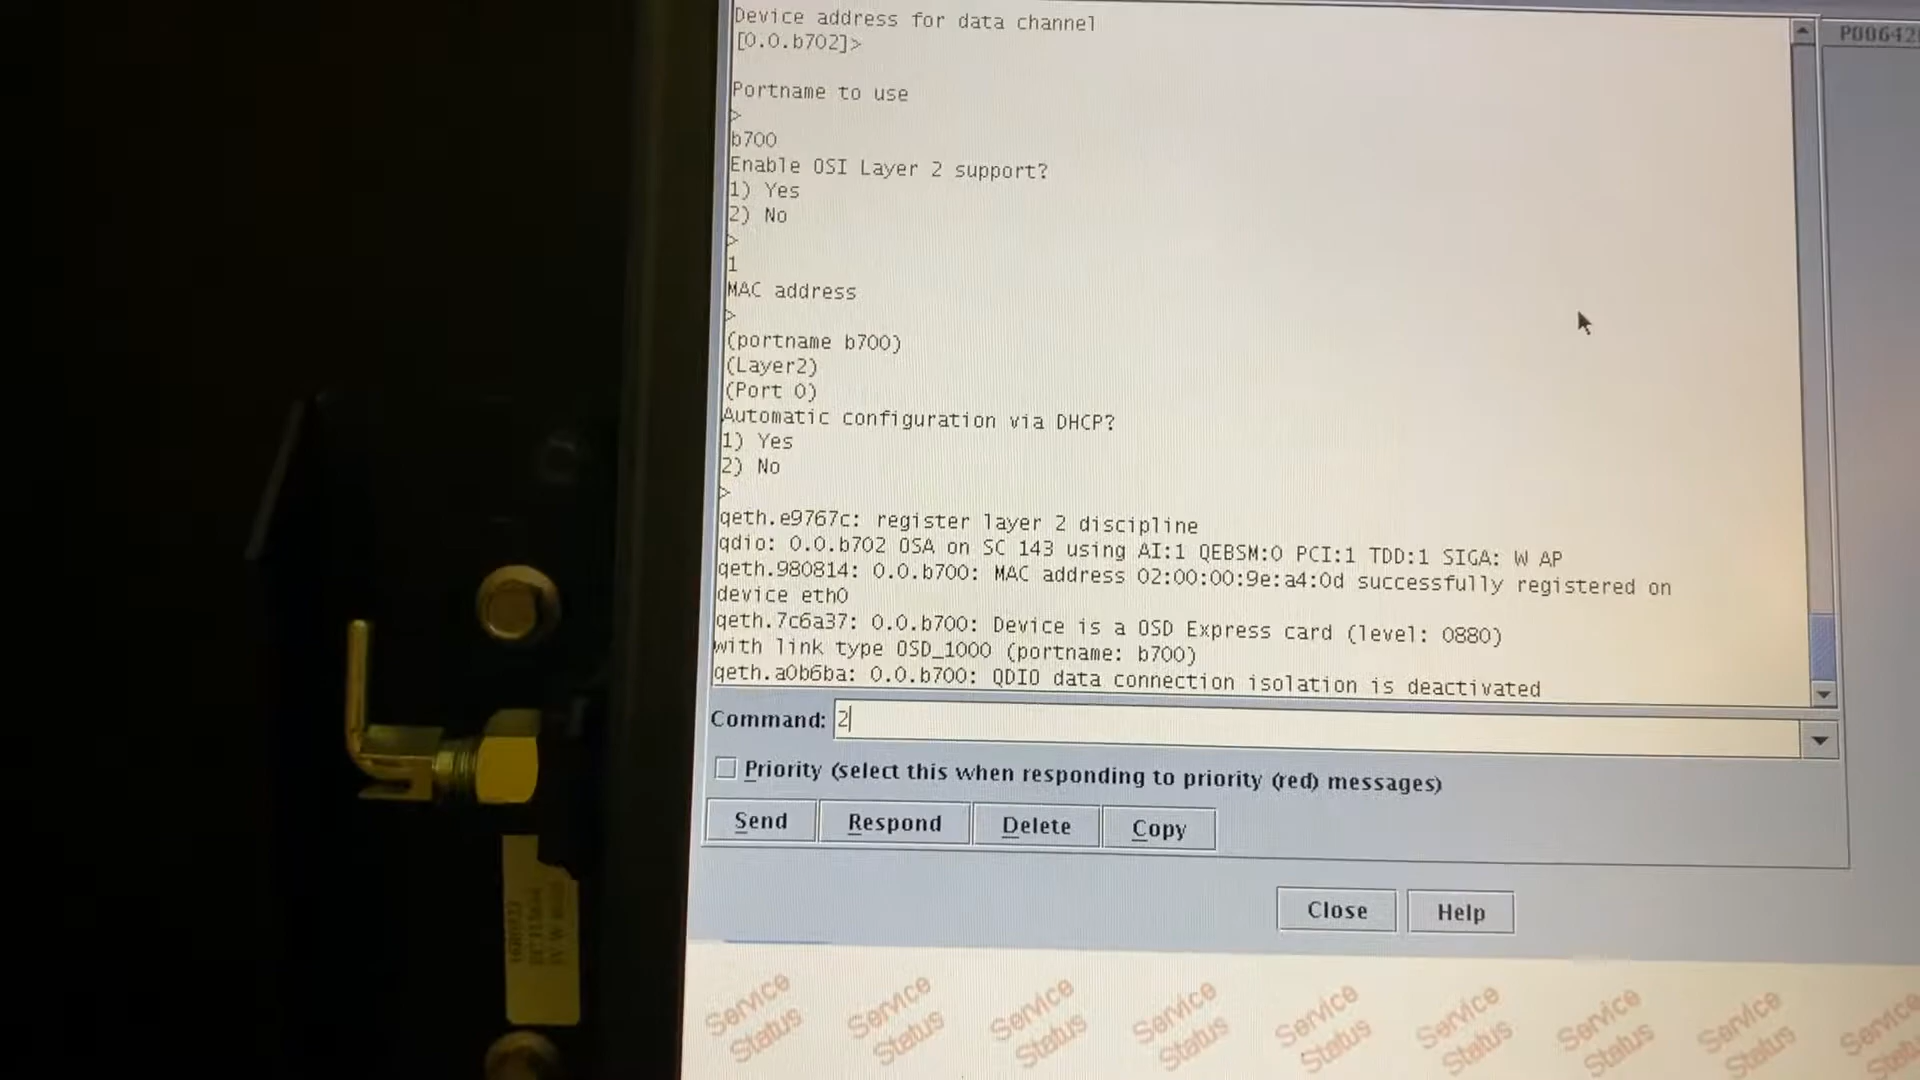 Device address for data channel
[0.0.b702]>
Portname to use
>
b700
Enable OSI Layer 2 support?
1) Yes
2) No
>
1
MAC address
>
(portname b700)
(Layer2)
(Port 0)
Automatic configuration via DHCP?
1) Yes
2) No
>
qeth.e9767c: register layer 2 discipline
qdio: 0.0.b702 OSA on SC 143 using AI:1 QEBSM:0 PCI:1 TDD:1 SIGA: W AP
qeth.980814: 0.0.b700: MAC address 02:00:00:9e:a4:0d successfully registered on
device eth0
qeth.7c6a37: 0.0.b700: Device is a OSD Express card (level: 0880)
with link type OSD_1000 (portname: b700)
qeth.a0b6ba: 0.0.b700: QDIO data connection isolation is deactivated
Command: 2
Priority (select this when responding to priority (red) messages)
Send Respond Delete Copy
Close Help
P00642
Service Status
Service Status
Service Status
Service Status
Service Status
Service Status
Service Status
Service Status
Service Status